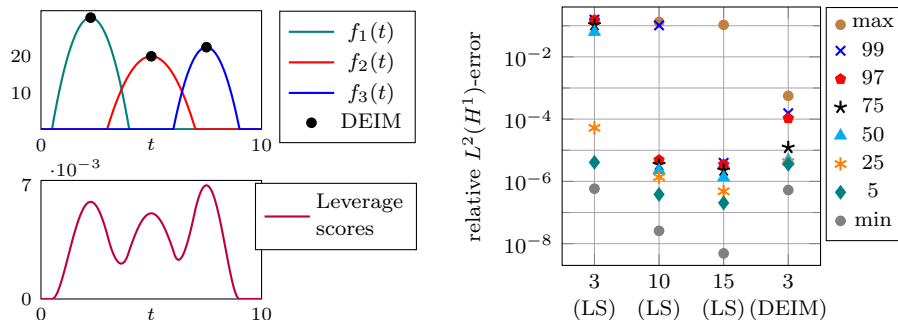 20
10
0
t
10
f₁(t)
f₂(t)
f₃(t)
DEIM
·10⁻³
7
0
0
t
10
Leverage
scores
relative L²(H¹)-error
10⁻²
10⁻⁴
10⁻⁶
10⁻⁸
3
(LS)
10
(LS)
15
(LS)
3
(DEIM)
max
99
97
75
50
25
5
min